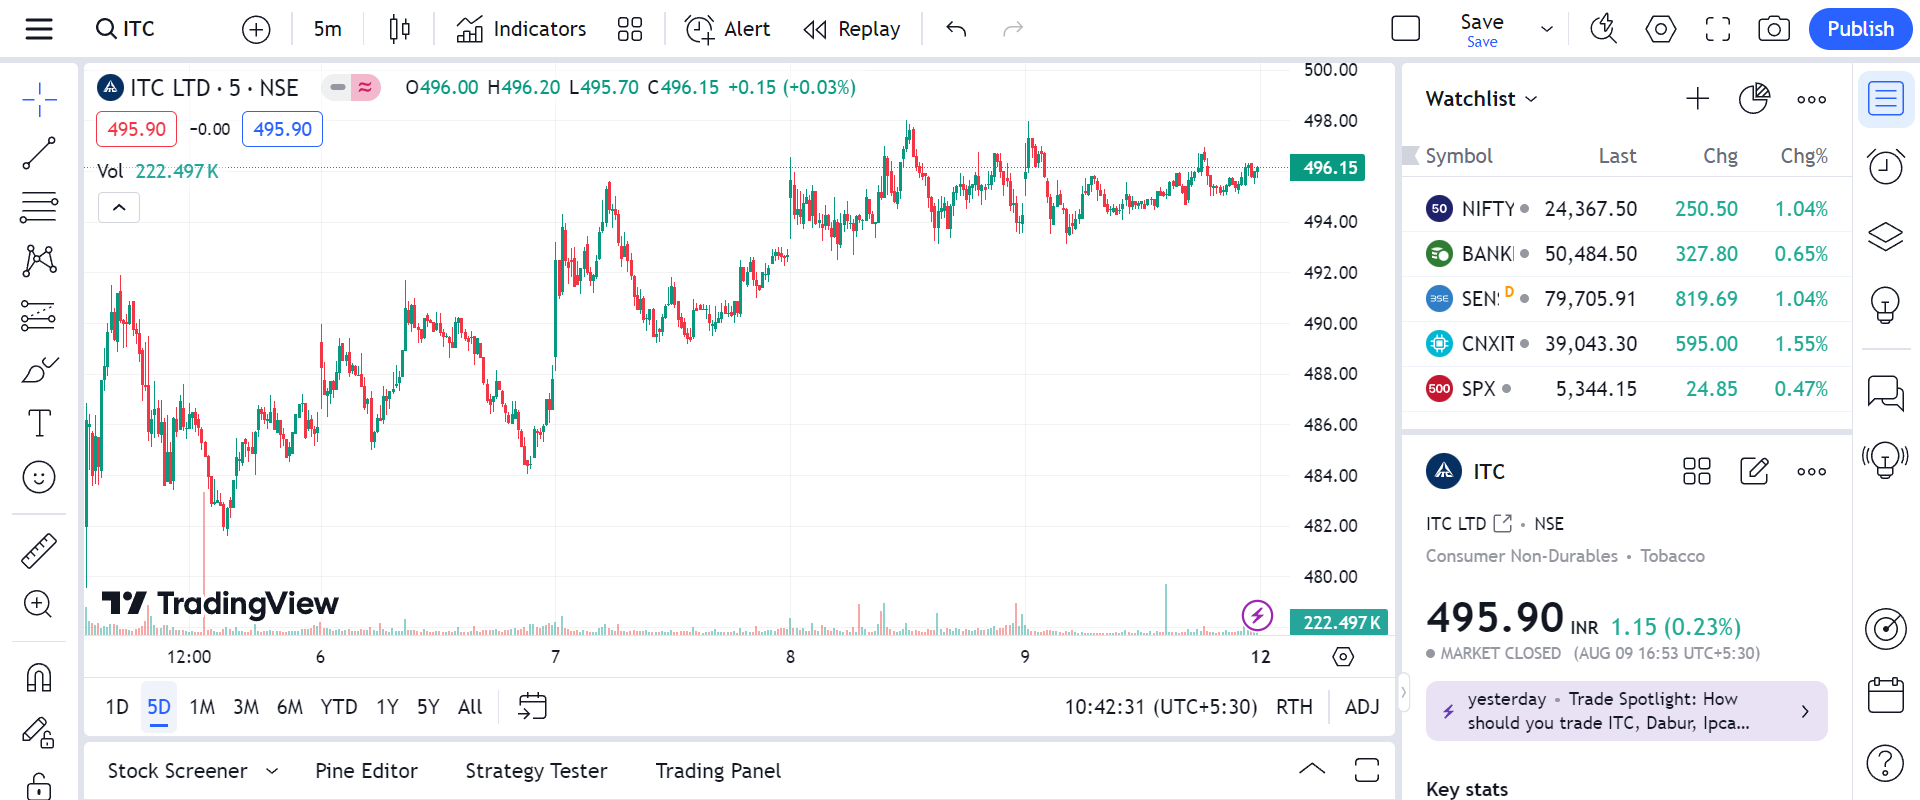 ITC
5m
Indicators
Alert
Replay
Save
Save
Publish
ITC LTD · 5 · NSE
O496.00 H496.20 L495.70 C496.15 +0.15 (+0.03%)
495.90 −0.00 495.90
Vol 222.497K
500.00
498.00
496.15
494.00
492.00
490.00
488.00
486.00
484.00
482.00
480.00
222.497K
TradingView
12:00 6 7 8 9 12
1D 5D 1M 3M 6M YTD 1Y 5Y All
10:42:31 (UTC+5:30) RTH ADJ
Stock Screener Pine Editor Strategy Tester Trading Panel
Watchlist
Symbol Last Chg Chg%
50 NIFTY 24,367.50 250.50 1.04%
BANK 50,484.50 327.80 0.65%
BSE SEN D 79,705.91 819.69 1.04%
CNXIT 39,043.30 595.00 1.55%
500 SPX 5,344.15 24.85 0.47%
ITC
ITC LTD • NSE
Consumer Non-Durables • Tobacco
495.90 INR 1.15 (0.23%)
MARKET CLOSED (AUG 09 16:53 UTC+5:30)
yesterday • Trade Spotlight: How
should you trade ITC, Dabur, Ipca...
Key stats